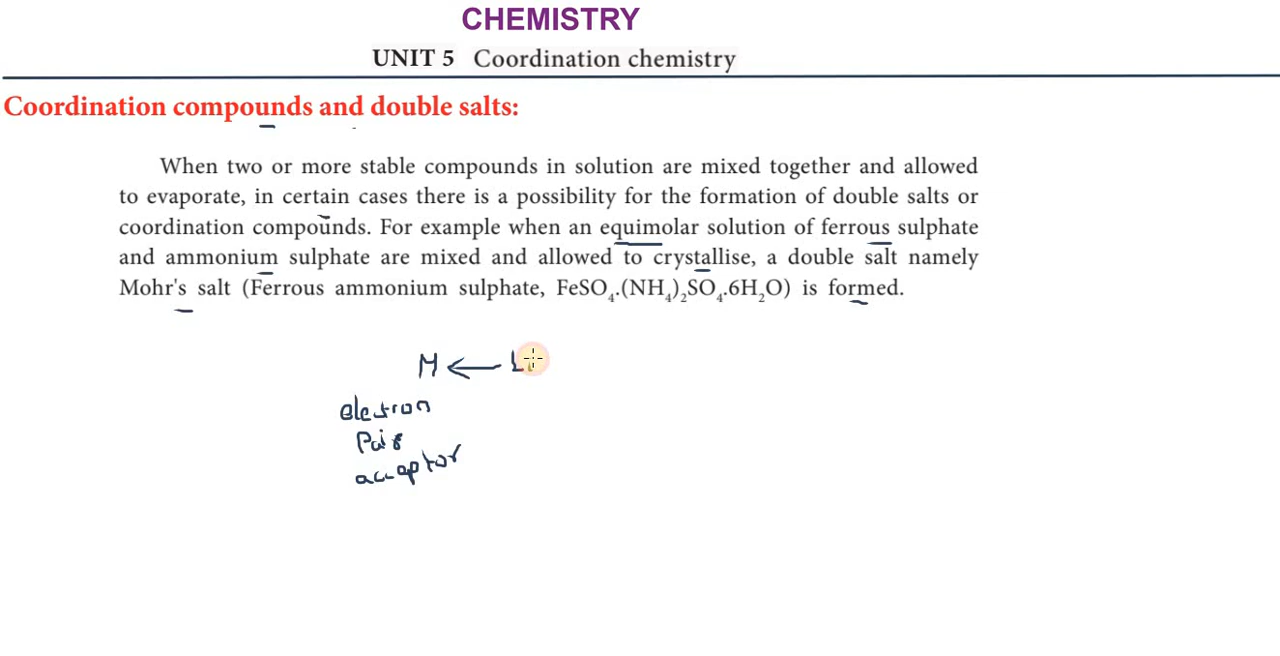 CHEMISTRY
UNIT 5 Coordination chemistry
Coordination compounds and double salts:
When two or more stable compounds in solution are mixed together and allowed
to evaporate, in certain cases there is a possibility for the formation of double salts or
coordination compounds. For example when an equimolar solution of ferrous sulphate
and ammonium sulphate are mixed and allowed to crystallise, a double salt namely
Mohr's salt (Ferrous ammonium sulphate, FeSO₄.(NH₄)₂SO₄.6H₂O) is formed.
M ← L
electron
Pair
acceptor